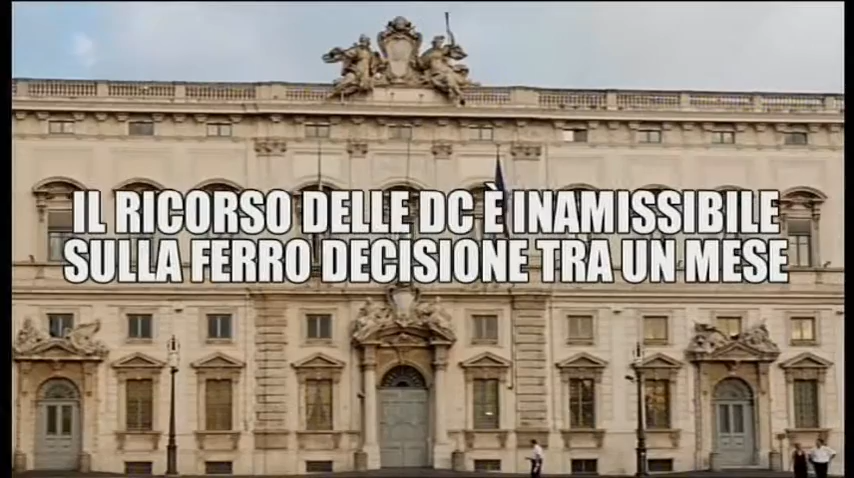 IL RICORSO DELLE DC È INAMISSIBILE
SULLA FERRO DECISIONE TRA UN MESE